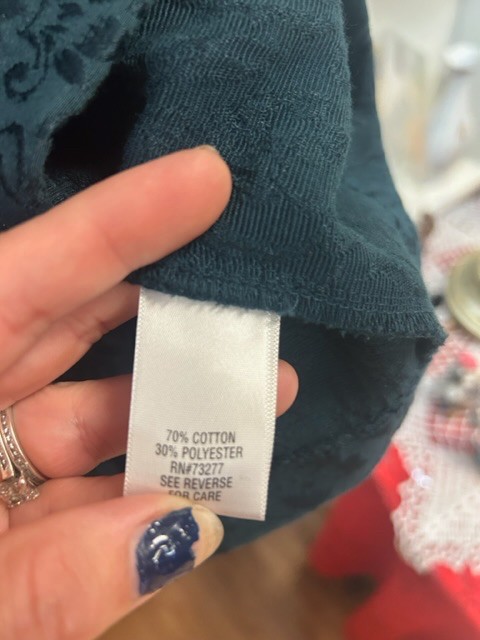 70% COTTON
30% POLYESTER
RN#73277
SEE REVERSE
FOR CARE